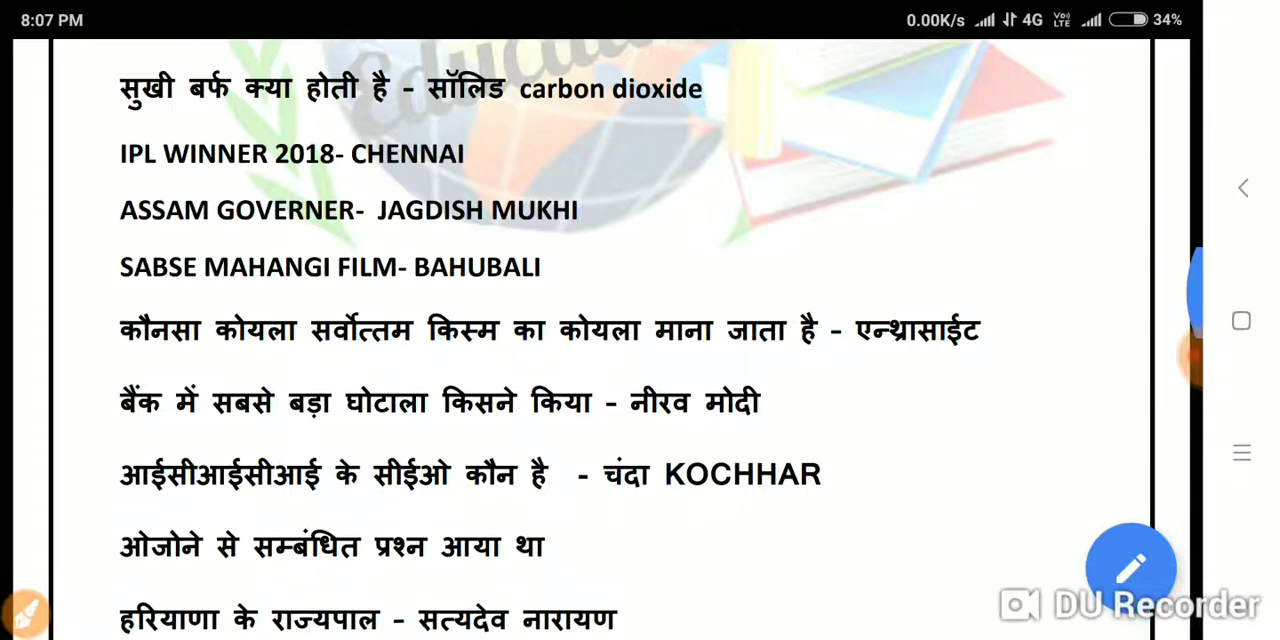 8:07 PM 0.00K/s 4G VoLTE 34%
Educa
सुखी बर्फ क्या होती है - सॉलिड carbon dioxide
IPL WINNER 2018- CHENNAI
ASSAM GOVERNER- JAGDISH MUKHI
SABSE MAHANGI FILM- BAHUBALI
कौनसा कोयला सर्वोत्तम किस्म का कोयला माना जाता है - एन्थ्रासाईट
बैंक में सबसे बड़ा घोटाला किसने किया - नीरव मोदी
आईसीआईसीआई के सीईओ कौन है - चंदा KOCHHAR
ओजोने से सम्बंधित प्रश्न आया था
DU Recorder
हरियाणा के राज्यपाल - सत्यदेव नारायण